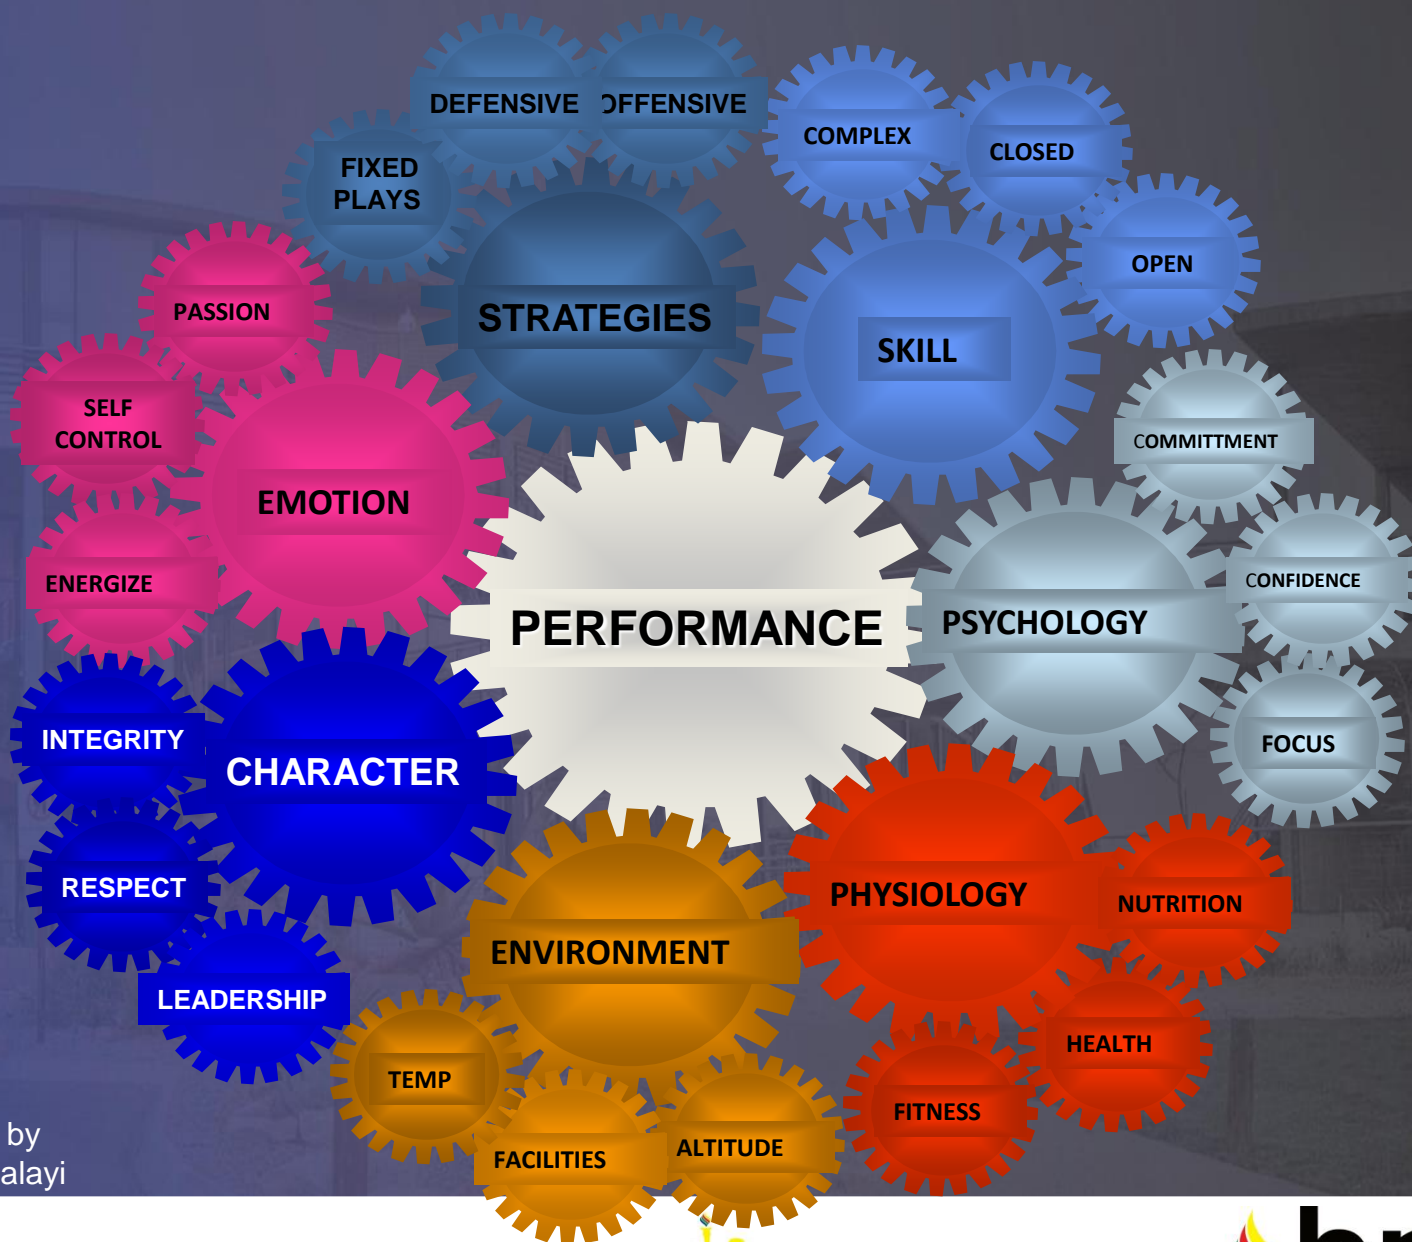 DEFENSIVE
OFFENSIVE
COMPLEX
CLOSED
FIXED
PLAYS
OPEN
PASSION
STRATEGIES
SKILL
SELF
CONTROL
COMMITTMENT
EMOTION
ENERGIZE
CONFIDENCE
PERFORMANCE
PSYCHOLOGY
INTEGRITY
FOCUS
CHARACTER
RESPECT
PHYSIOLOGY
NUTRITION
ENVIRONMENT
LEADERSHIP
HEALTH
TEMP
FITNESS
ALTITUDE
FACILITIES
by
alayi